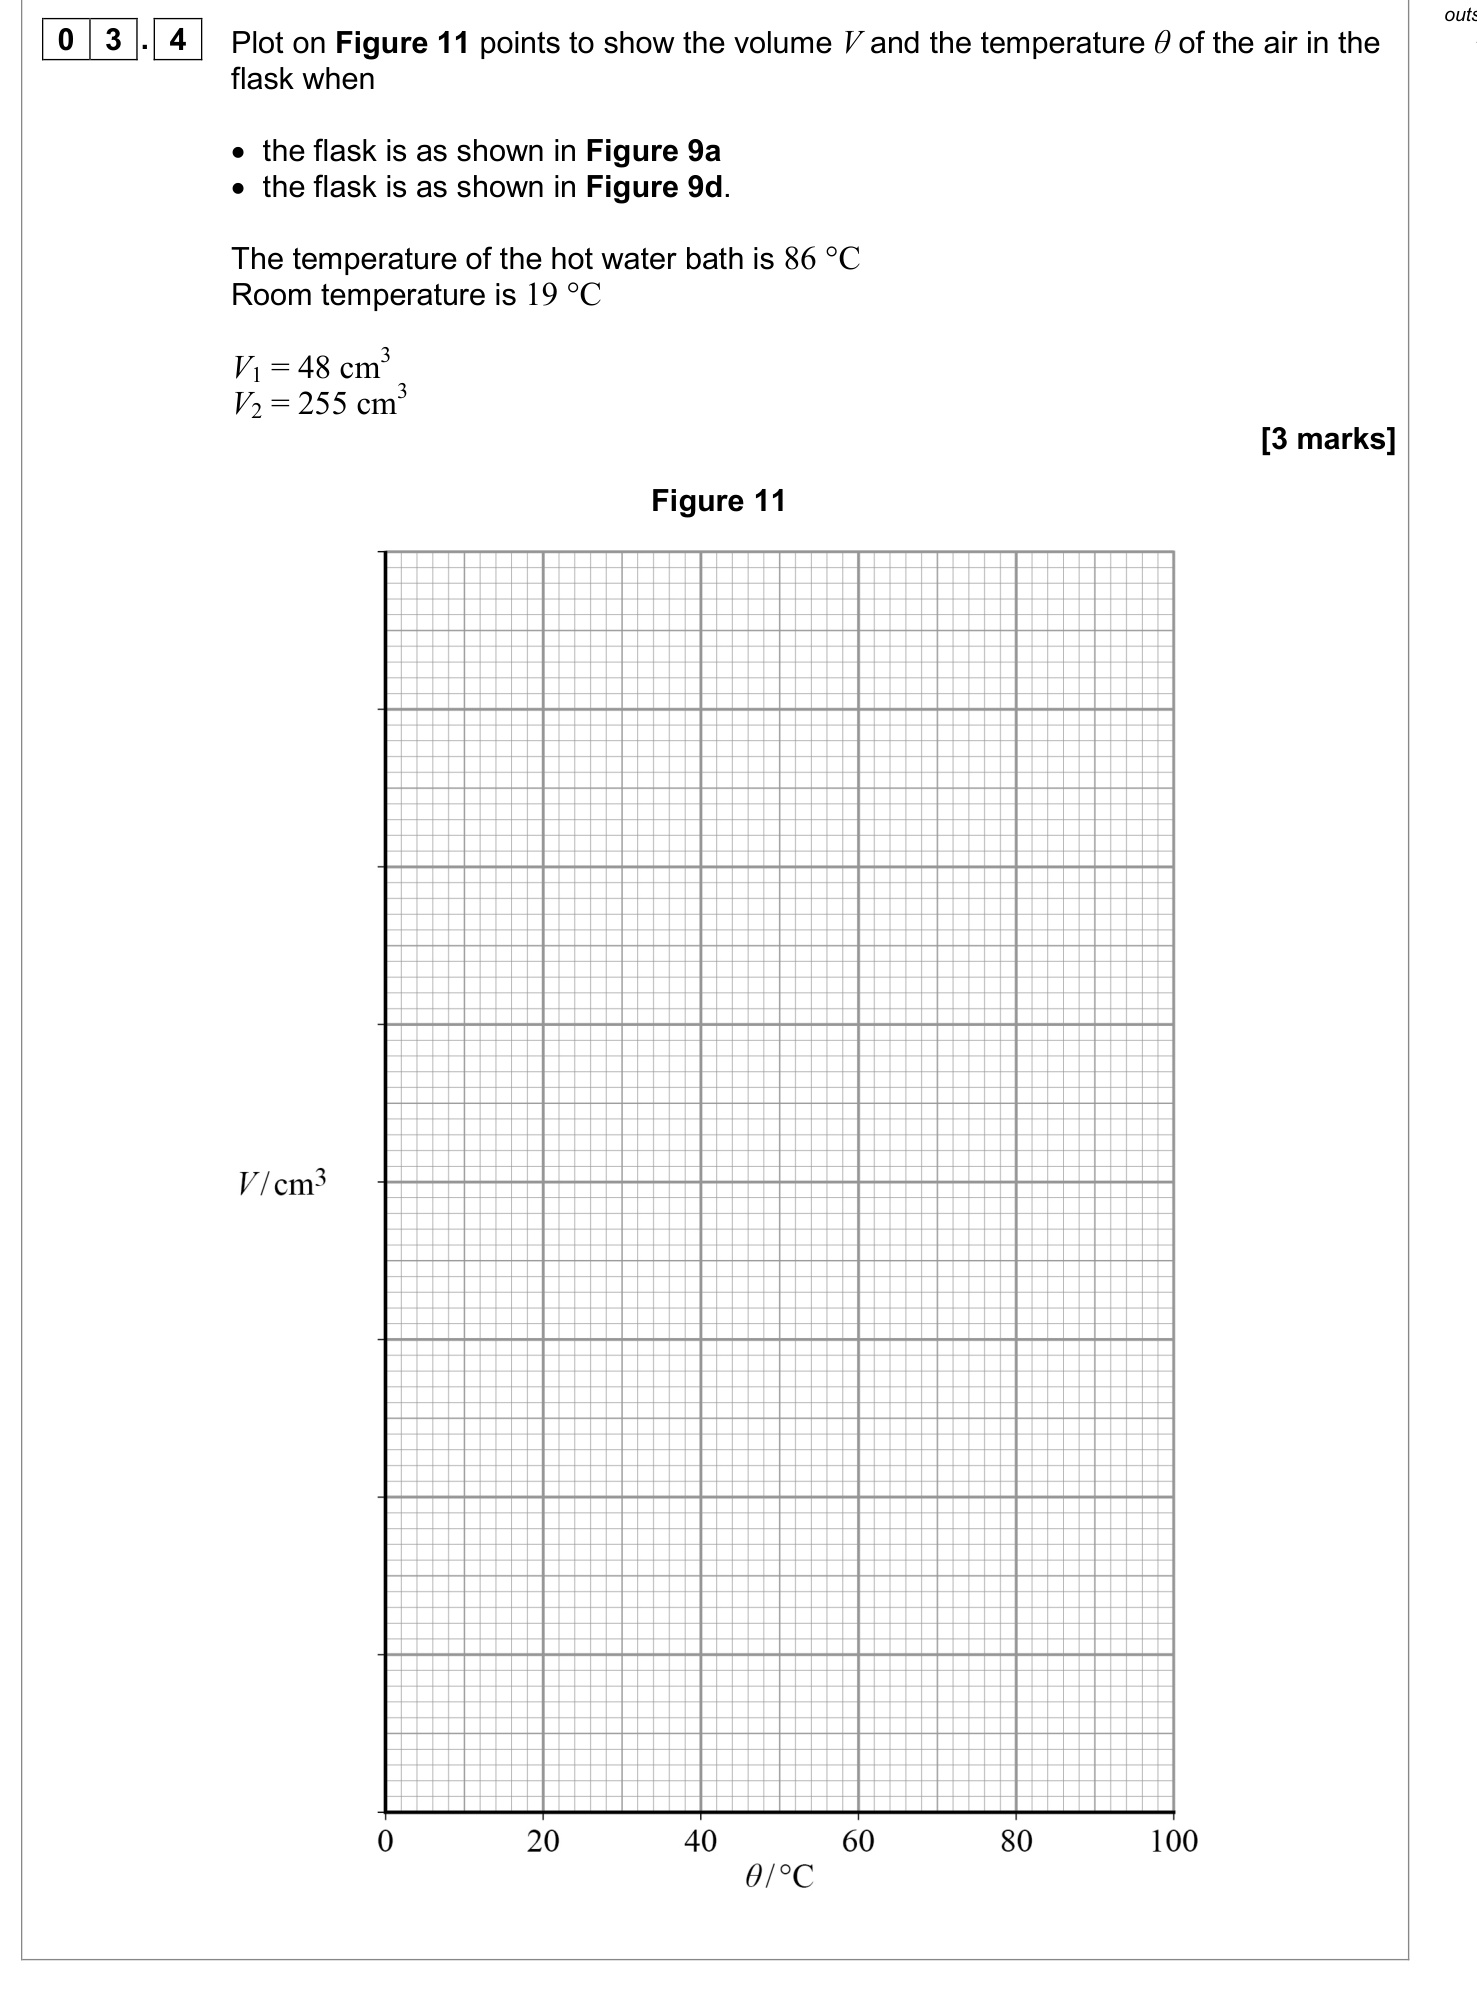 outs
0 3 . 4 Plot on Figure 11 points to show the volume V and the temperature θ of the air in the
flask when
• the flask is as shown in Figure 9a
• the flask is as shown in Figure 9d.
The temperature of the hot water bath is 86 °C
Room temperature is 19 °C
V₁ = 48 cm³
V₂ = 255 cm³
[3 marks]
Figure 11
V/cm³
0 20 40 60 80 100
θ/°C